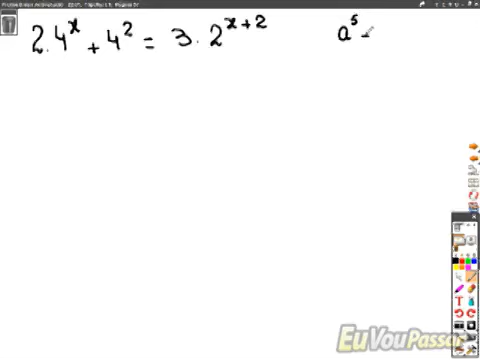 2.4^x + 4^2 = 3. 2^{x+2}
a^5 -
EuVouPassar